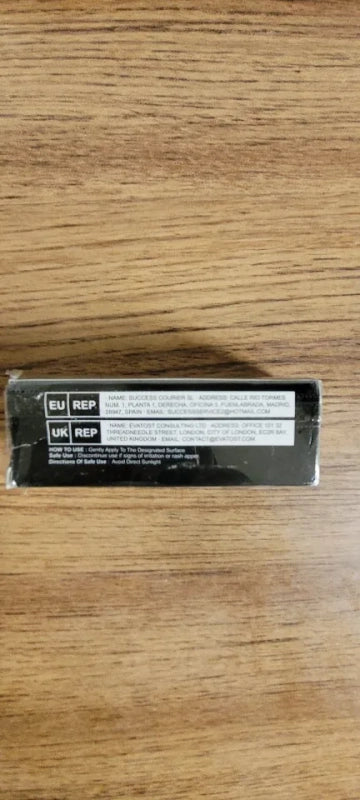 EU REP
NAME: SUCCESS COURIER SL ADDRESS: CALLE RIO TORMES
NUM. 1, PLANTA 1, DERECHA, OFICINA 3, FUENLABRADA, MADRID,
28947, SPAIN · EMAIL: SUCCESSSERVICE2@HOTMAIL.COM
UK REP
NAME: EVATOST CONSULTING LTD ADDRESS: OFFICE 101 32
THREADNEEDLE STREET, LONDON, CITY OF LONDON, EC2R 8AY,
UNITED KINGDOM · EMAIL: CONTACT@EVATOST.COM
HOW TO USE : Gently Apply To The Designated Surface
Safe Use : Discontinue use if signs of irritation or rash appear
Directions Of Safe Use : Avoid Direct Sunlight